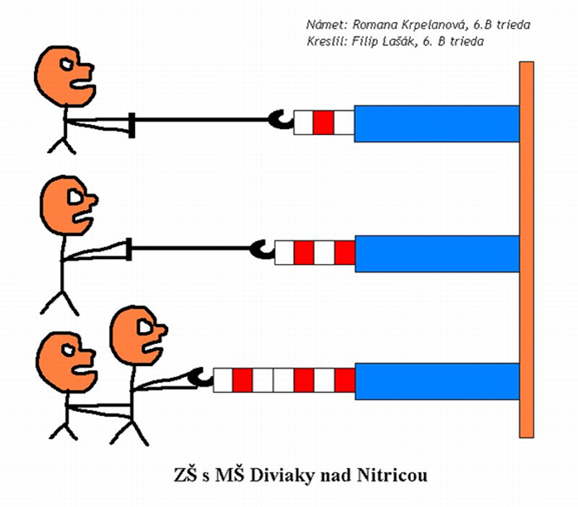 Námet: Romana Krpelanová, 6.B trieda
Kreslil: Filip Lašák, 6. B trieda
ZŠ s MŠ Diviaky nad Nitricou